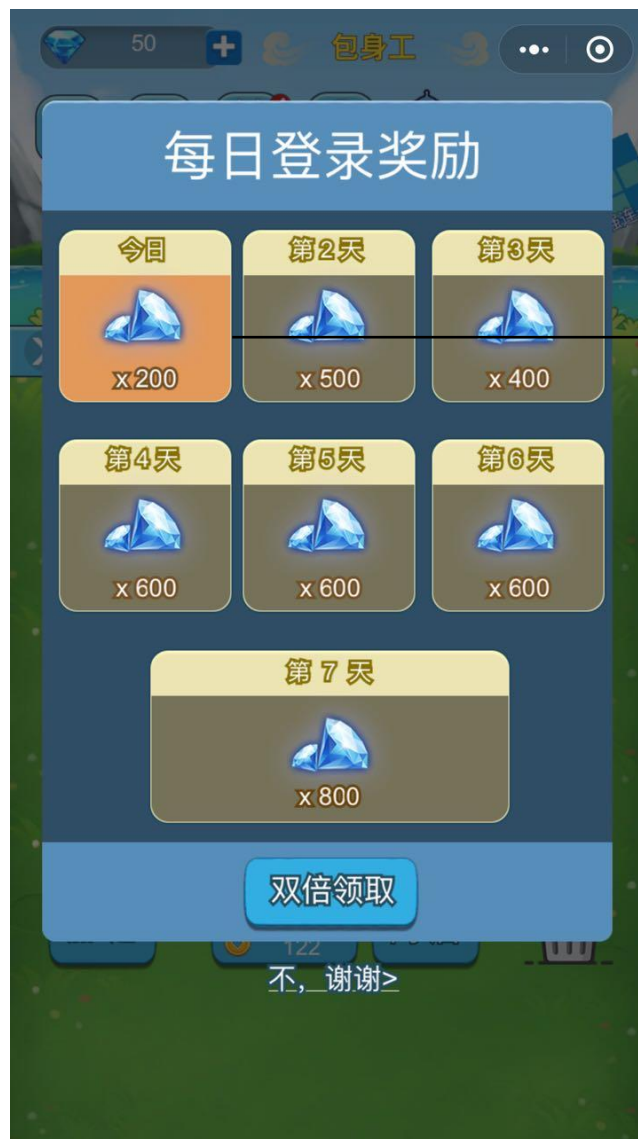 50
包身工
每日登录奖励
今日
第2天
第3天
x 200
x 500
x 400
第4天
第5天
第6天
x 600
x 600
x 600
第 7 天
x 800
双倍领取
122
不，谢谢>